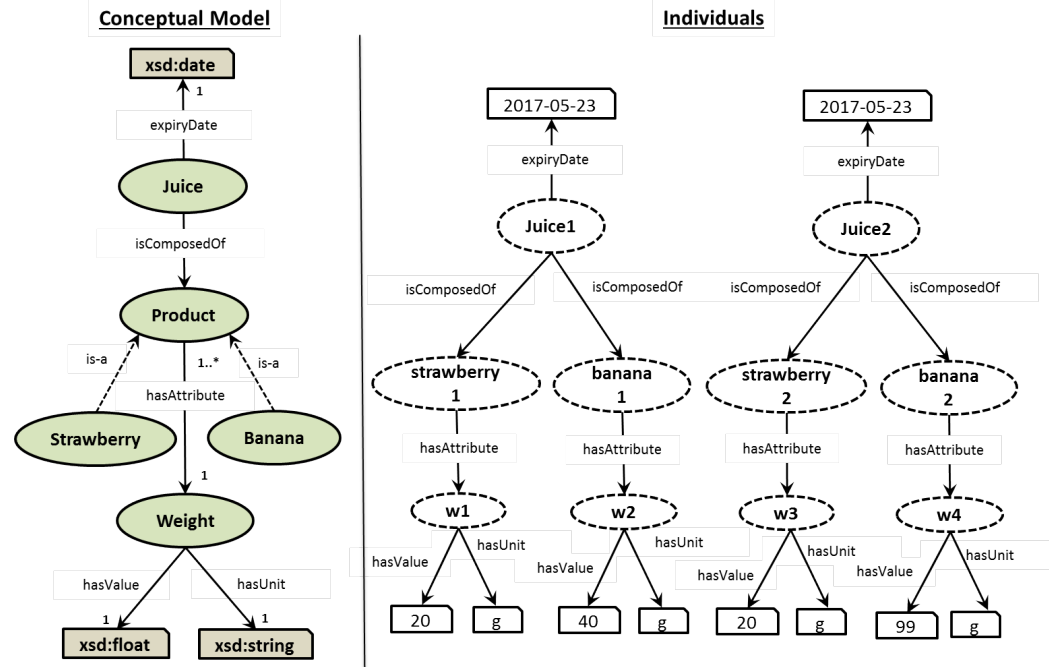 Conceptual Model
xsd:date
1
expiryDate
Juice
isComposedOf
Product
is-a
1..*
is-a
hasAttribute
Strawberry
Banana
1
Weight
hasValue
hasUnit
1
1
xsd:float
xsd:string
Individuals
2017-05-23
2017-05-23
expiryDate
expiryDate
Juice1
Juice2
isComposedOf
isComposedOf
isComposedOf
isComposedOf
strawberry
1
banana
1
strawberry
2
banana
2
hasAttribute
hasAttribute
hasAttribute
hasAttribute
w1
w2
w3
w4
hasValue
hasUnit
hasValue
hasUnit
hasValue
hasUnit
hasValue
hasUnit
20
g
40
g
20
g
99
g